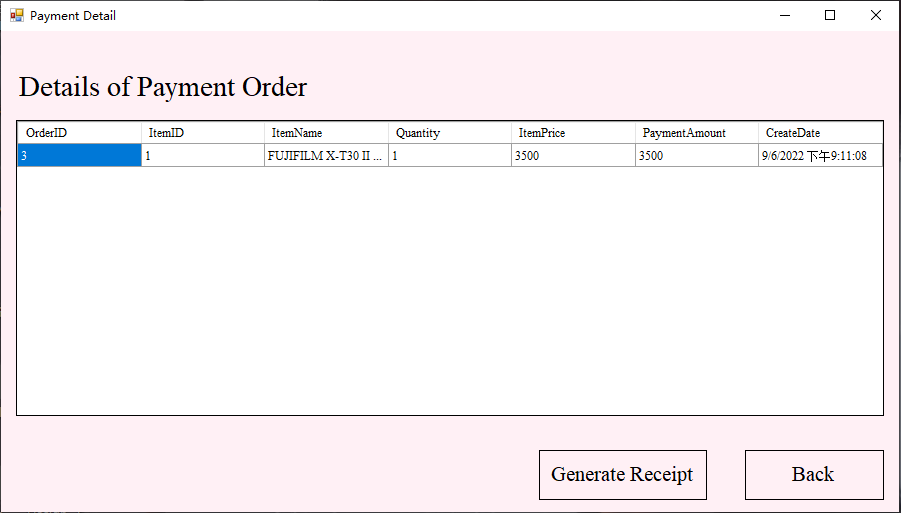 Payment Detail
Details of Payment Order
OrderID ItemID ItemName Quantity ItemPrice PaymentAmount CreateDate
3 1 FUJIFILM X-T30 II ... 1 3500 3500 9/6/2022 下午9:11:08
Generate Receipt Back